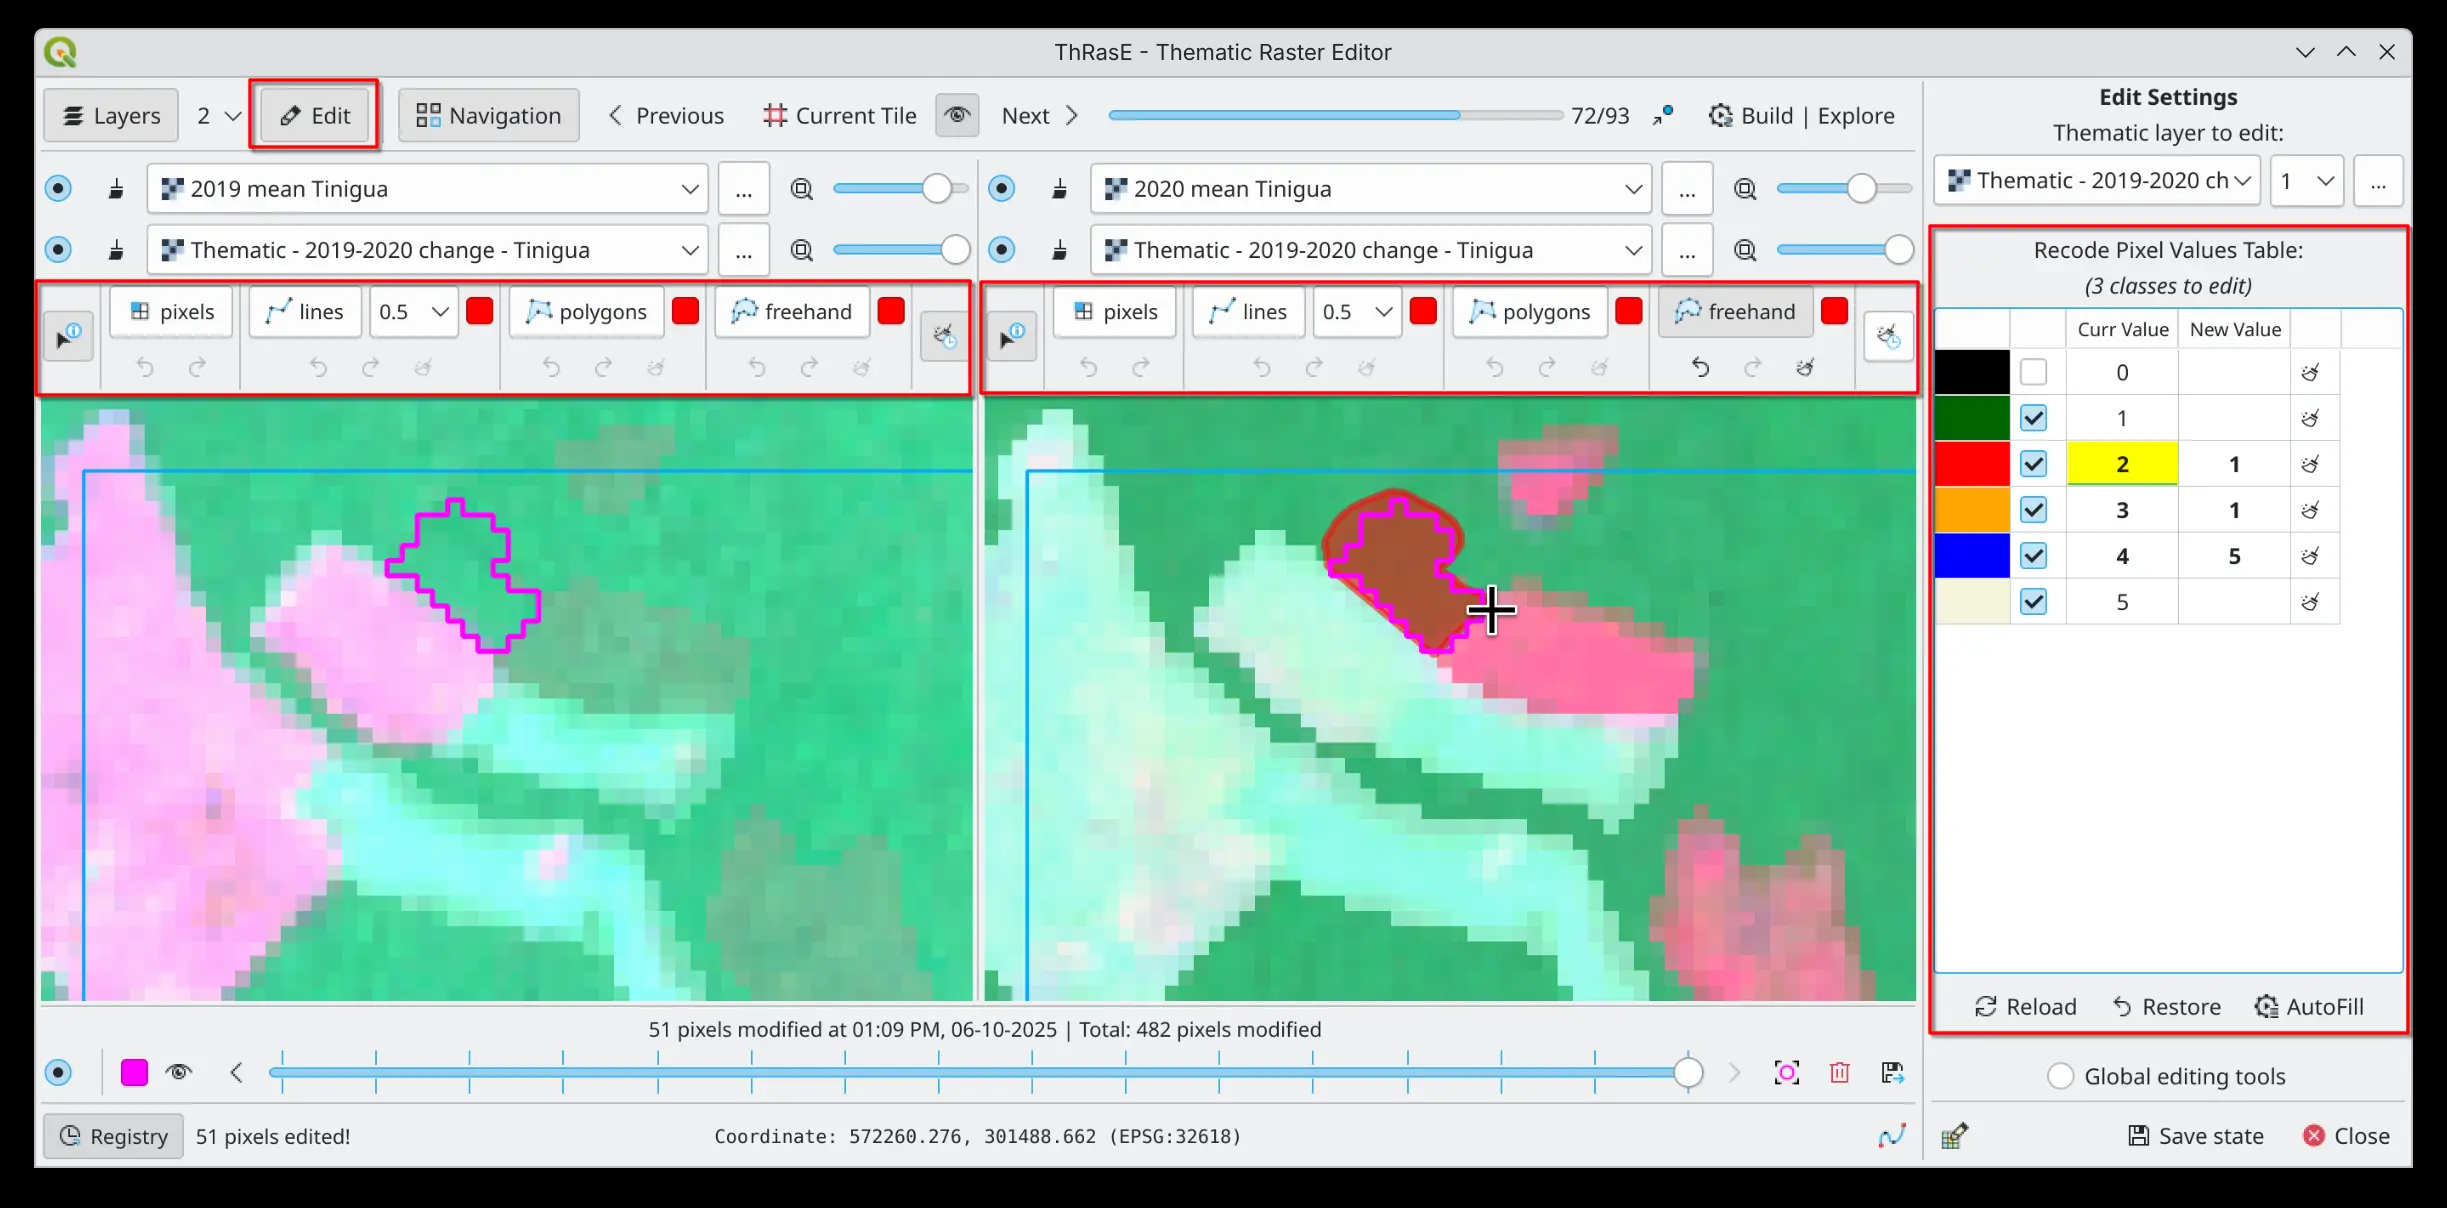 ThRasE - Thematic Raster Editor
Layers 2 Edit Navigation Previous Current Tile Next 72/93 Build | Explore
Edit Settings
Thematic layer to edit:
Thematic - 2019-2020 ch 1 ...
2019 mean Tinigua ...
2020 mean Tinigua ...
Thematic - 2019-2020 change - Tinigua ...
Thematic - 2019-2020 change - Tinigua ...
pixels lines 0.5 polygons freehand
pixels lines 0.5 polygons freehand
Recode Pixel Values Table:
(3 classes to edit)
Curr Value New Value
0
1
2 1
3 1
4 5
5
Reload Restore AutoFill
51 pixels modified at 01:09 PM, 06-10-2025 | Total: 482 pixels modified
Global editing tools
Registry 51 pixels edited! Coordinate: 572260.276, 301488.662 (EPSG:32618)
Save state Close